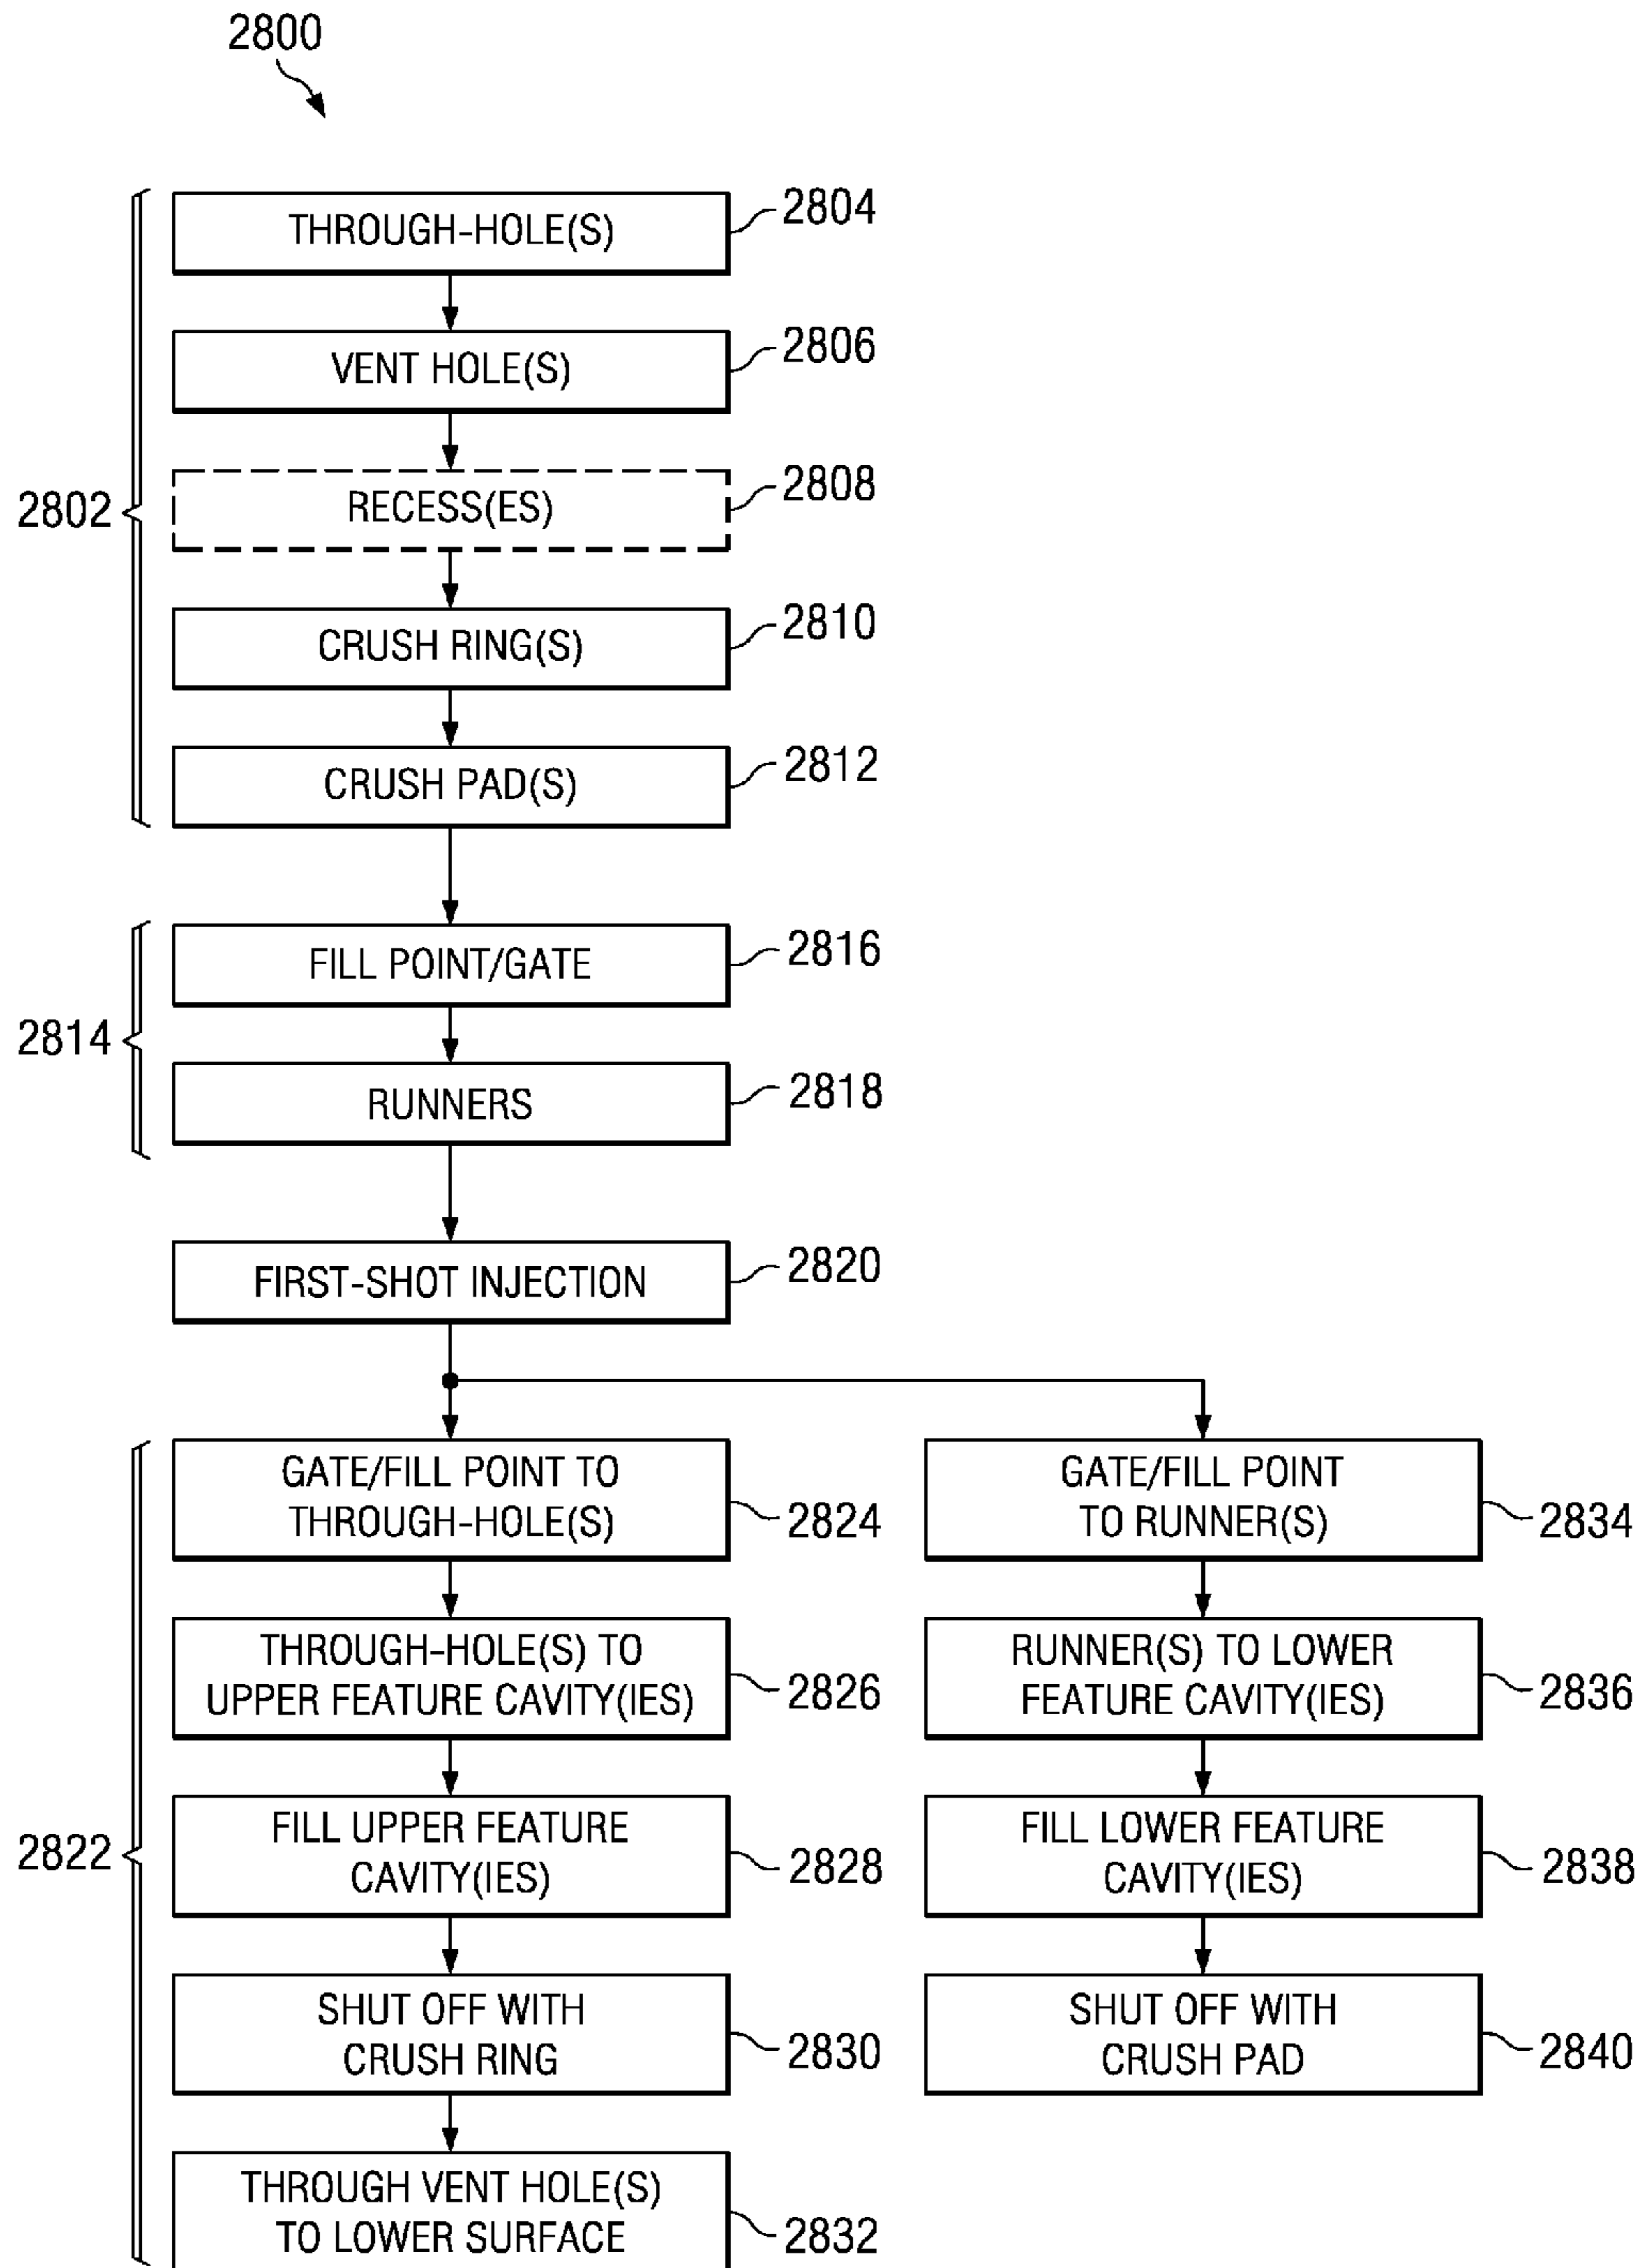 2800
THROUGH-HOLE(S)
2804
VENT HOLE(S)
2806
2802
RECESS(ES)
2808
CRUSH RING(S)
2810
CRUSH PAD(S)
2812
FILL POINT/GATE
2816
2814
RUNNERS
2818
FIRST-SHOT INJECTION
2820
2822
GATE/FILL POINT TO
THROUGH-HOLE(S)
2824
THROUGH-HOLE(S) TO
UPPER FEATURE CAVITY(IES)
2826
FILL UPPER FEATURE
CAVITY(IES)
2828
SHUT OFF WITH
CRUSH RING
2830
THROUGH VENT HOLE(S)
TO LOWER SURFACE
2832
GATE/FILL POINT
TO RUNNER(S)
2834
RUNNER(S) TO LOWER
FEATURE CAVITY(IES)
2836
FILL LOWER FEATURE
CAVITY(IES)
2838
SHUT OFF WITH
CRUSH PAD
2840